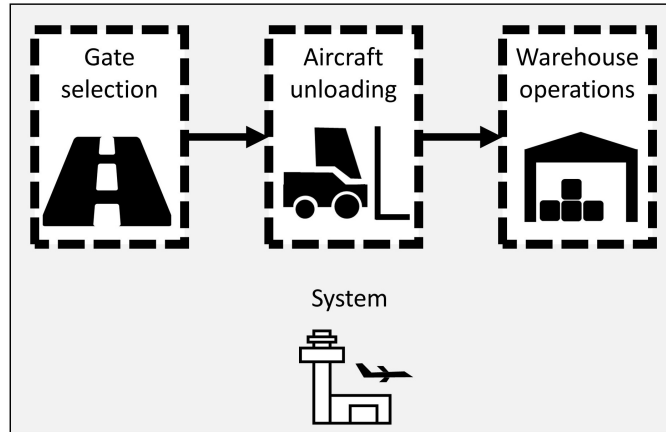 Gate
selection
Aircraft
unloading
Warehouse
operations
System